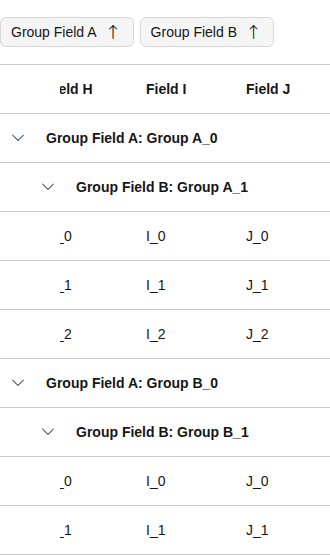 Group Field A ↑ Group Field B ↑
eld H Field I Field J
Group Field A: Group A_0
Group Field B: Group A_1
_0 I_0 J_0
_1 I_1 J_1
_2 I_2 J_2
Group Field A: Group B_0
Group Field B: Group B_1
_0 I_0 J_0
_1 I_1 J_1